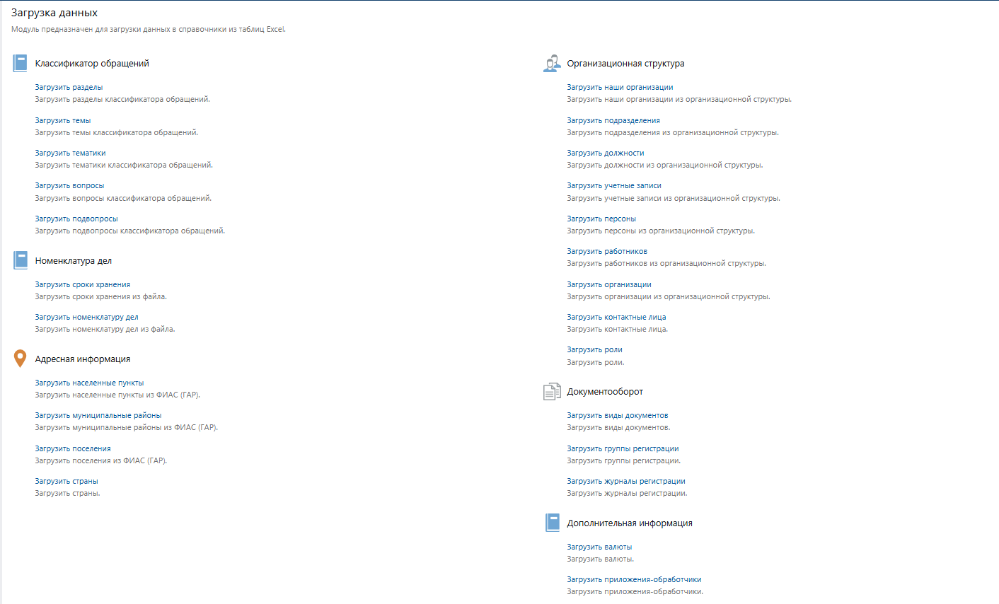 Загрузка данных
Модуль предназначен для загрузки данных в справочники из таблиц Excel.
Классификатор обращений
Загрузить разделы
Загрузить разделы классификатора обращений.
Загрузить темы
Загрузить темы классификатора обращений.
Загрузить тематики
Загрузить тематики классификатора обращений.
Загрузить вопросы
Загрузить вопросы классификатора обращений.
Загрузить подвопросы
Загрузить подвопросы классификатора обращений.
Номенклатура дел
Загрузить сроки хранения
Загрузить сроки хранения из файла.
Загрузить номенклатуру дел
Загрузить номенклатуру дел из файла.
Адресная информация
Загрузить населенные пункты
Загрузить населенные пункты из ФИАС (ГАР).
Загрузить муниципальные районы
Загрузить муниципальные районы из ФИАС (ГАР).
Загрузить поселения
Загрузить поселения из ФИАС (ГАР).
Загрузить страны
Загрузить страны.
Организационная структура
Загрузить наши организации
Загрузить наши организации из организационной структуры.
Загрузить подразделения
Загрузить подразделения из организационной структуры.
Загрузить должности
Загрузить должности из организационной структуры.
Загрузить учетные записи
Загрузить учетные записи из организационной структуры.
Загрузить персоны
Загрузить персоны из организационной структуры.
Загрузить работников
Загрузить работников из организационной структуры.
Загрузить организации
Загрузить организации из организационной структуры.
Загрузить контактные лица
Загрузить контактные лица.
Загрузить роли
Загрузить роли.
Документооборот
Загрузить виды документов
Загрузить виды документов.
Загрузить группы регистрации
Загрузить группы регистрации.
Загрузить журналы регистрации
Загрузить журналы регистрации.
Дополнительная информация
Загрузить валюты
Загрузить валюты.
Загрузить приложения-обработчики
Загрузить приложения-обработчики.